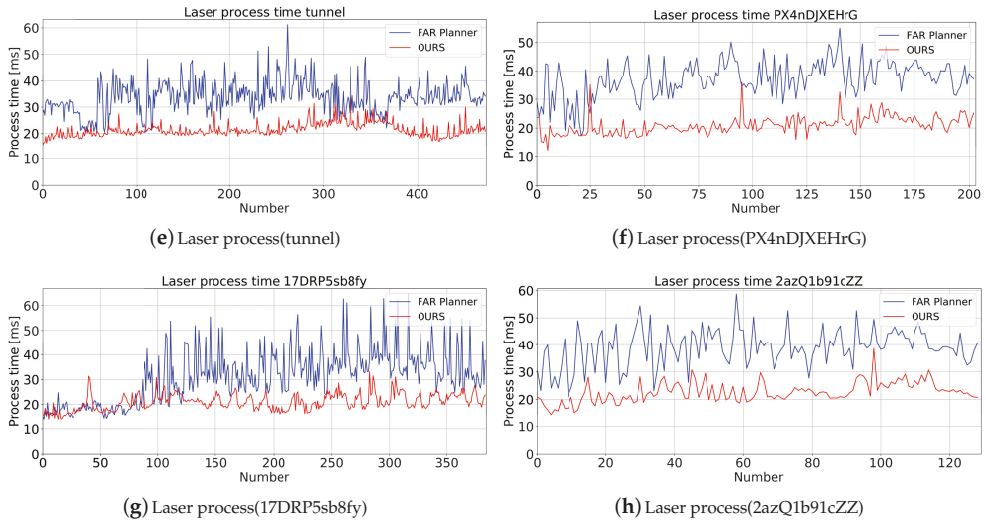 Laser process time tunnel
FAR Planner
OURS
Process time [ms]
60
50
40
30
20
10
0
0 100 200 300 400
Number
(e) Laser process(tunnel)
Laser process time PX4nDJXEHrG
FAR Planner
OURS
Process time [ms]
50
40
30
20
10
0
0 25 50 75 100 125 150 175 200
Number
(f) Laser process(PX4nDJXEHrG)
Laser process time 17DRP5sb8fy
FAR Planner
OURS
Process time [ms]
60
50
40
30
20
10
0
0 50 100 150 200 250 300 350
Number
(g) Laser process(17DRP5sb8fy)
Laser process time 2azQ1b91cZZ
FAR Planner
OURS
Process time [ms]
60
50
40
30
20
10
0
0 20 40 60 80 100 120
Number
(h) Laser process(2azQ1b91cZZ)